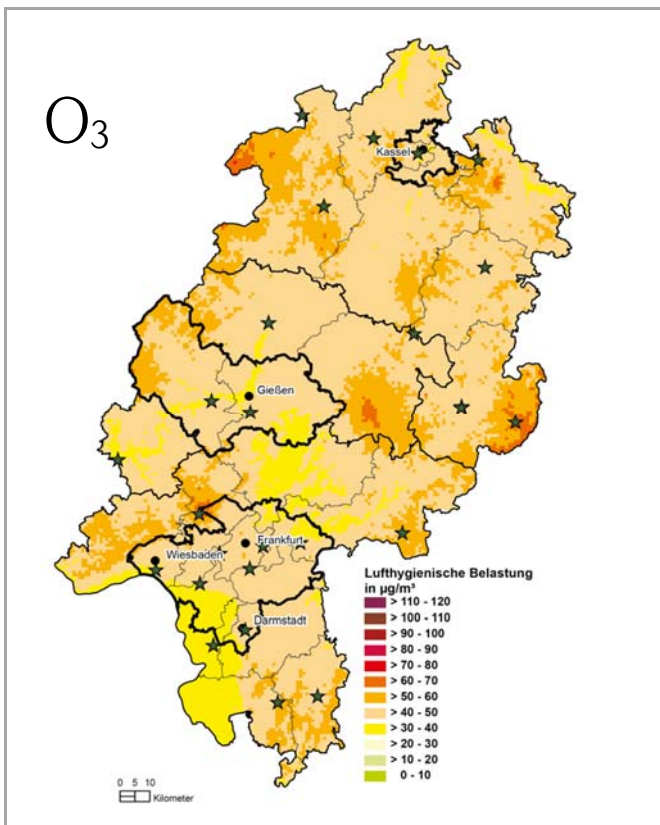 O3
Kassel
Gießen
Frankfurt
Wiesbaden
Darmstadt
Lufthygienische Belastung
in µg/m³
> 110 - 120
> 100 - 110
> 90 - 100
> 80 - 90
> 70 - 80
> 60 - 70
> 50 - 60
> 40 - 50
> 30 - 40
> 20 - 30
> 10 - 20
0 - 10
0 5 10
Kilometer